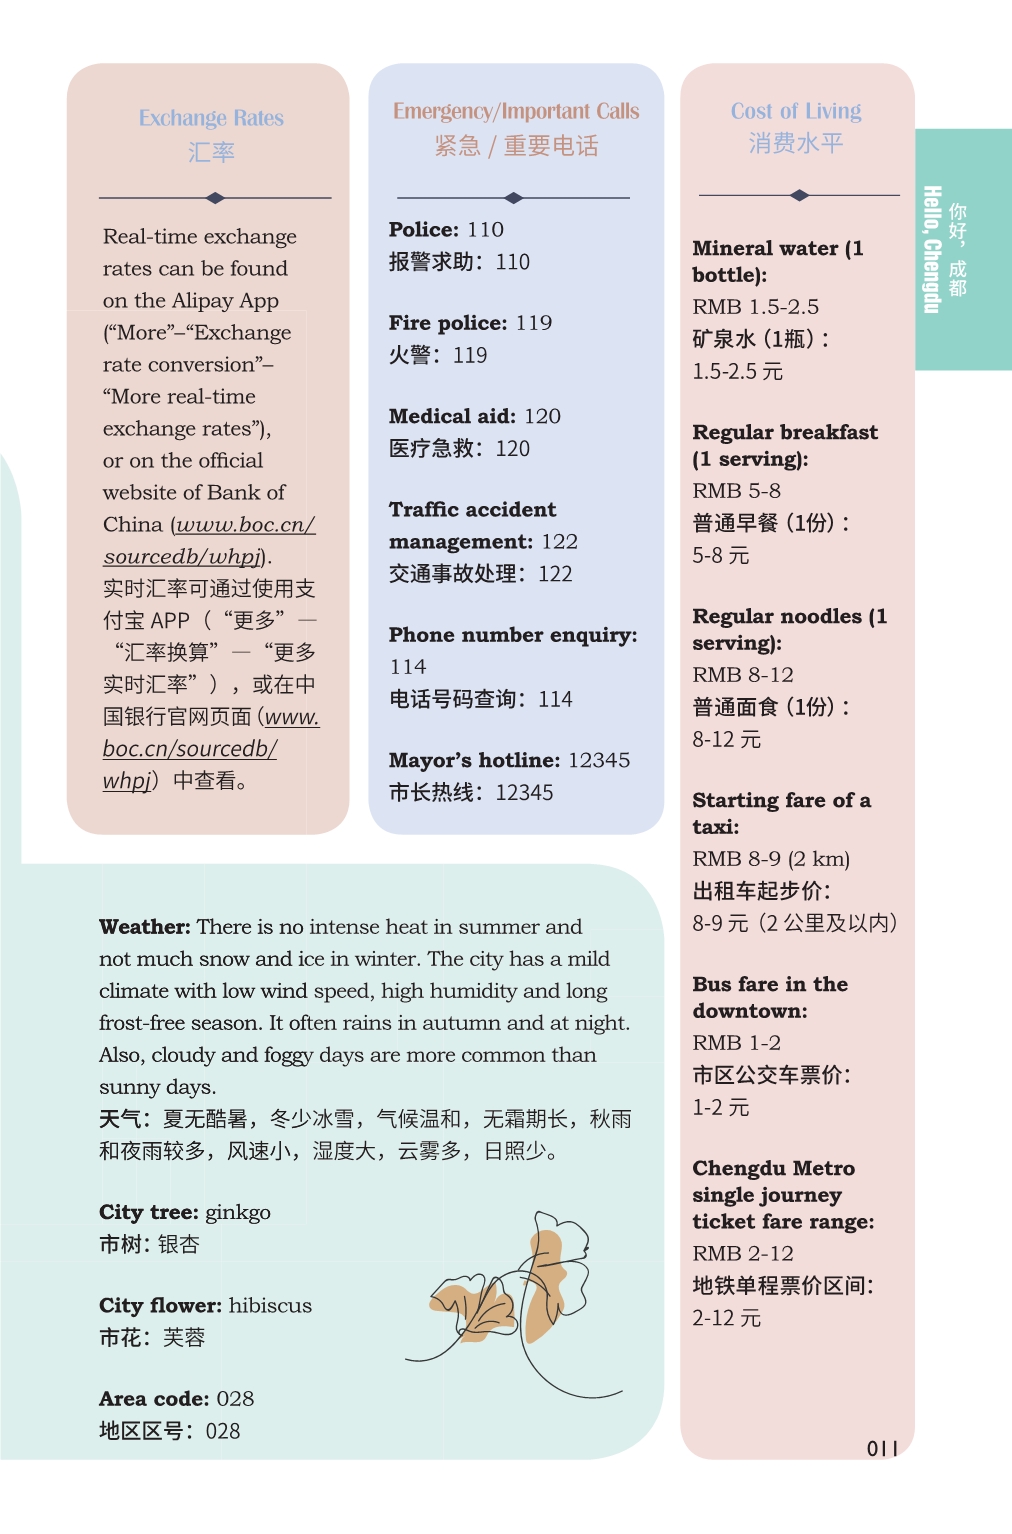 Exchange Rates
汇率
Real-time exchange
rates can be found
on the Alipay App
(“More”–“Exchange
rate conversion”–
“More real-time
exchange rates”),
or on the official
website of Bank of
China (www.boc.cn/
sourcedb/whpj).
实时汇率可通过使用支
付宝 APP（“更多”—
“汇率换算”—“更多
实时汇率”），或在中
国银行官网页面（www.
boc.cn/sourcedb/
whpj）中查看。
Emergency/Important Calls
紧急 / 重要电话
Police: 110
报警求助：110
Fire police: 119
火警：119
Medical aid: 120
医疗急救：120
Traffic accident
management: 122
交通事故处理：122
Phone number enquiry:
114
电话号码查询：114
Mayor’s hotline: 12345
市长热线：12345
Cost of Living
消费水平
Mineral water (1
bottle):
RMB 1.5-2.5
矿泉水（1瓶）：
1.5-2.5 元
Regular breakfast
(1 serving):
RMB 5-8
普通早餐（1份）：
5-8 元
Regular noodles (1
serving):
RMB 8-12
普通面食（1份）：
8-12 元
Starting fare of a
taxi:
RMB 8-9 (2 km)
出租车起步价：
8-9 元（2 公里及以内）
Bus fare in the
downtown:
RMB 1-2
市区公交车票价：
1-2 元
Chengdu Metro
single journey
ticket fare range:
RMB 2-12
地铁单程票价区间：
2-12 元
你好，成都
Hello, Chengdu
Weather: There is no intense heat in summer and
not much snow and ice in winter. The city has a mild
climate with low wind speed, high humidity and long
frost-free season. It often rains in autumn and at night.
Also, cloudy and foggy days are more common than
sunny days.
天气：夏无酷暑，冬少冰雪，气候温和，无霜期长，秋雨
和夜雨较多，风速小，湿度大，云雾多，日照少。
City tree: ginkgo
市树：银杏
City flower: hibiscus
市花：芙蓉
Area code: 028
地区区号：028
011